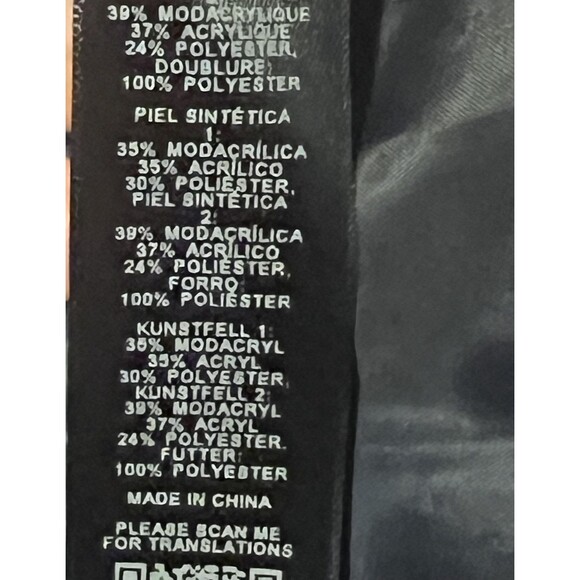 39% MODACRYLIQUE
37% ACRYLIQUE
24% POLYESTER,
DOUBLURE:
100% POLYESTER
PIEL SINTÉTICA
1:
35% MODACRÍLICA
35% ACRÍLICO
30% POLIÉSTER,
PIEL SINTÉTICA
2:
39% MODACRÍLICA
37% ACRÍLICO
24% POLIÉSTER,
FORRO:
100% POLIÉSTER
KUNSTFELL 1:
35% MODACRYL
35% ACRYL
30% POLYESTER,
KUNSTFELL 2:
39% MODACRYL
37% ACRYL
24% POLYESTER,
FUTTER:
100% POLYESTER
MADE IN CHINA
PLEASE SCAN ME
FOR TRANSLATIONS